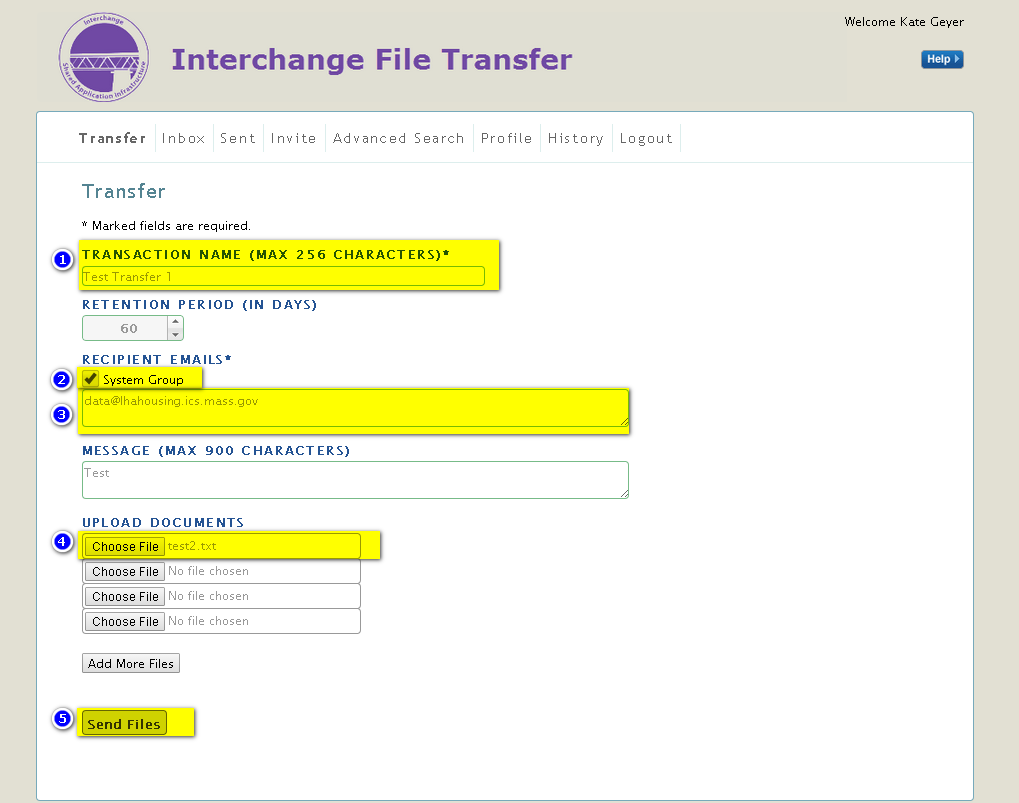 Interchange
Shared Application Infrastructure
Interchange File Transfer
Welcome Kate Geyer
Help
Transfer Inbox Sent Invite Advanced Search Profile History Logout
Transfer
* Marked fields are required.
1 TRANSACTION NAME (MAX 256 CHARACTERS)*
Test Transfer 1
RETENTION PERIOD (IN DAYS)
60
RECIPIENT EMAILS*
2 System Group
3 data@lhahousing.ics.mass.gov
MESSAGE (MAX 900 CHARACTERS)
Test
UPLOAD DOCUMENTS
4 Choose File test2.txt
Choose File No file chosen
Choose File No file chosen
Choose File No file chosen
Add More Files
5 Send Files